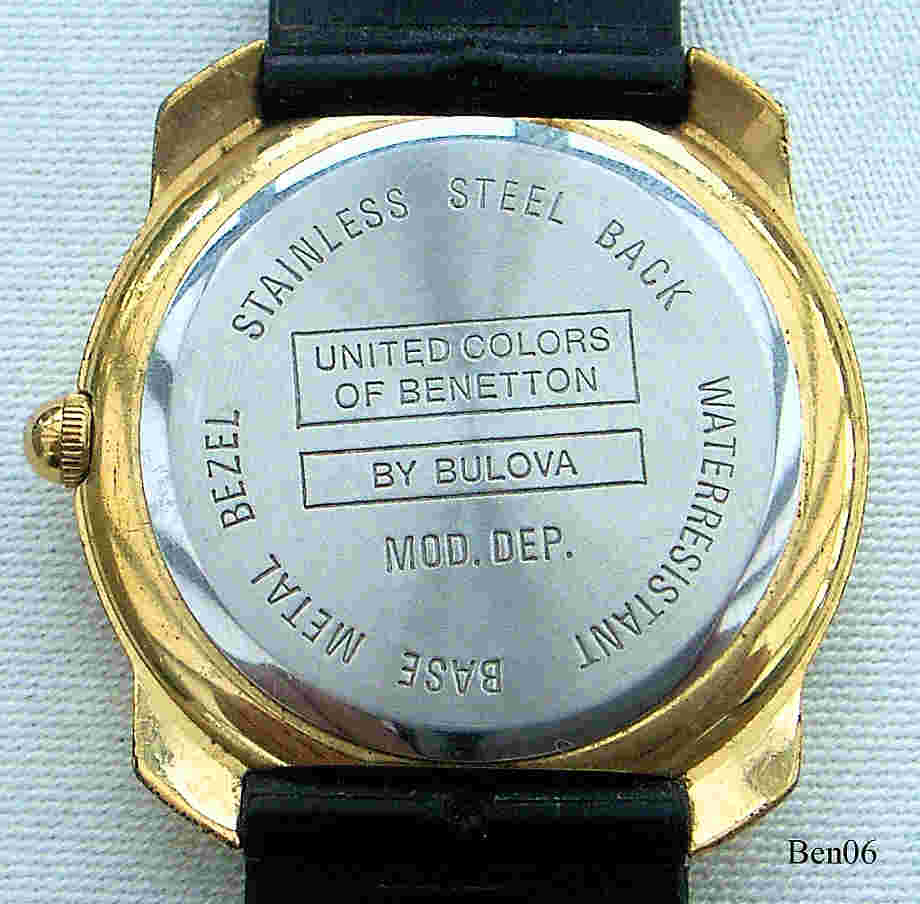 STAINLESS STEEL BACK
WATERRESISTANT
BASE METAL BEZEL
UNITED COLORS
OF BENETTON
BY BULOVA
MOD. DEP.
Ben06